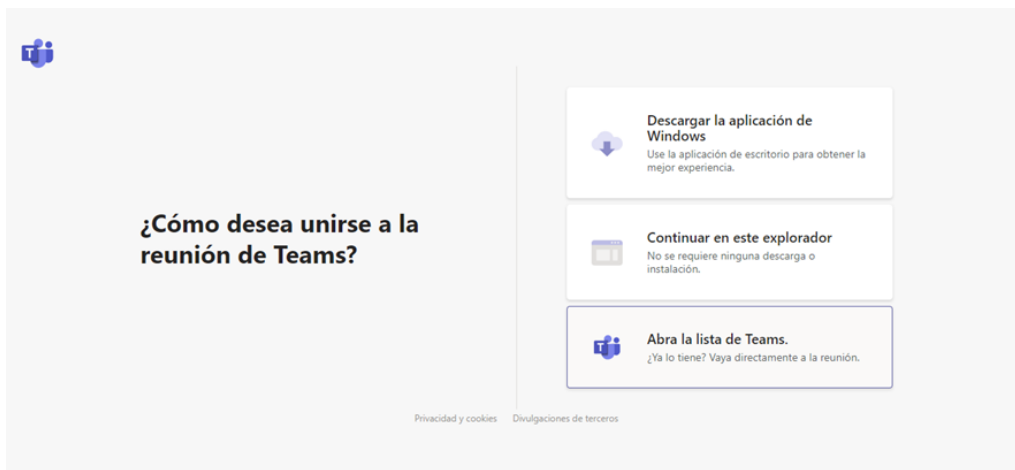 ¿Cómo desea unirse a la
reunión de Teams?
Descargar la aplicación de
Windows
Use la aplicación de escritorio para obtener la
mejor experiencia.
Continuar en este explorador
No se requiere ninguna descarga o
instalación.
Abra la lista de Teams.
¿Ya lo tiene? Vaya directamente a la reunión.
Privacidad y cookies Divulgaciones de terceros